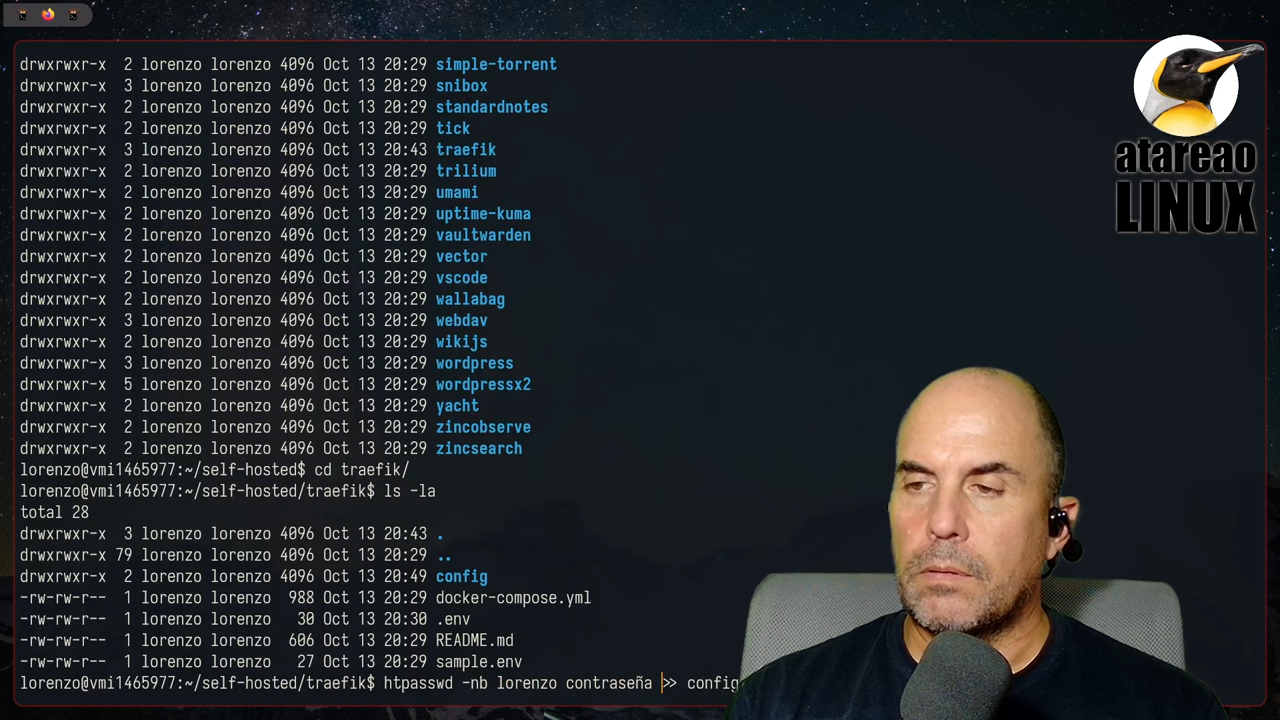 drwxrwxr-x  2 lorenzo lorenzo 4096 Oct 13 20:29 simple-torrent
drwxrwxr-x  3 lorenzo lorenzo 4096 Oct 13 20:29 snibox
drwxrwxr-x  2 lorenzo lorenzo 4096 Oct 13 20:29 standardnotes
drwxrwxr-x  2 lorenzo lorenzo 4096 Oct 13 20:29 tick
drwxrwxr-x  3 lorenzo lorenzo 4096 Oct 13 20:43 traefik
drwxrwxr-x  2 lorenzo lorenzo 4096 Oct 13 20:29 trilium
drwxrwxr-x  2 lorenzo lorenzo 4096 Oct 13 20:29 umami
drwxrwxr-x  2 lorenzo lorenzo 4096 Oct 13 20:29 uptime-kuma
drwxrwxr-x  2 lorenzo lorenzo 4096 Oct 13 20:29 vaultwarden
drwxrwxr-x  2 lorenzo lorenzo 4096 Oct 13 20:29 vector
drwxrwxr-x  2 lorenzo lorenzo 4096 Oct 13 20:29 vscode
drwxrwxr-x  2 lorenzo lorenzo 4096 Oct 13 20:29 wallabag
drwxrwxr-x  3 lorenzo lorenzo 4096 Oct 13 20:29 webdav
drwxrwxr-x  2 lorenzo lorenzo 4096 Oct 13 20:29 wikijs
drwxrwxr-x  3 lorenzo lorenzo 4096 Oct 13 20:29 wordpress
drwxrwxr-x  5 lorenzo lorenzo 4096 Oct 13 20:29 wordpressx2
drwxrwxr-x  2 lorenzo lorenzo 4096 Oct 13 20:29 yacht
drwxrwxr-x  2 lorenzo lorenzo 4096 Oct 13 20:29 zincobserve
drwxrwxr-x  2 lorenzo lorenzo 4096 Oct 13 20:29 zincsearch
lorenzo@vmi1465977:~/self-hosted$ cd traefik/
lorenzo@vmi1465977:~/self-hosted/traefik$ ls -la
total 28
drwxrwxr-x  3 lorenzo lorenzo 4096 Oct 13 20:43 .
drwxrwxr-x 79 lorenzo lorenzo 4096 Oct 13 20:29 ..
drwxrwxr-x  2 lorenzo lorenzo 4096 Oct 13 20:49 config
-rw-rw-r--  1 lorenzo lorenzo  988 Oct 13 20:29 docker-compose.yml
-rw-rw-r--  1 lorenzo lorenzo   30 Oct 13 20:30 .env
-rw-rw-r--  1 lorenzo lorenzo  606 Oct 13 20:29 README.md
-rw-rw-r--  1 lorenzo lorenzo   27 Oct 13 20:29 sample.env
lorenzo@vmi1465977:~/self-hosted/traefik$ htpasswd -nb lorenzo contraseña >> config
atareao
LINUX